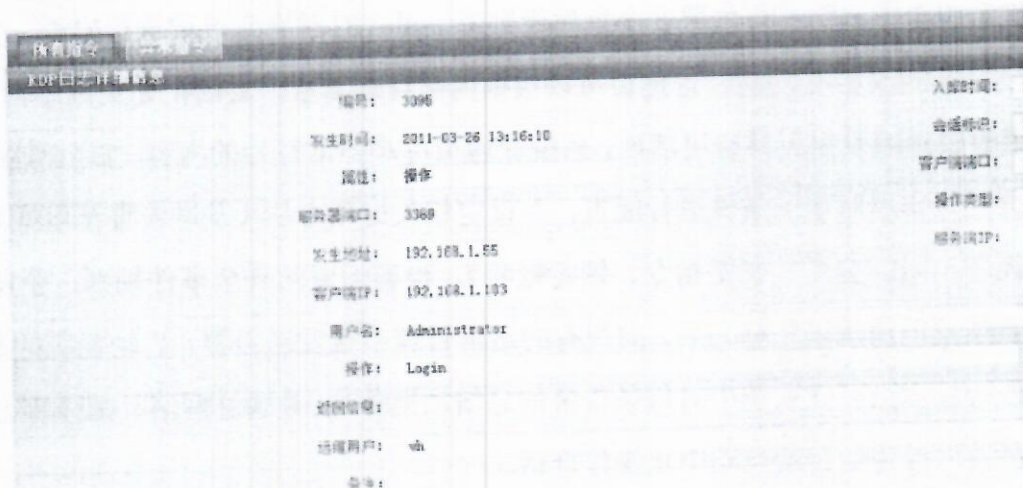 所有指令
RDP日志详细信息
编号: 3095
入库时间:
发生时间: 2011-03-26 13:16:10
会话标识:
属性: 操作
客户端端口:
服务器端口: 3389
操作类型:
发生地址: 192.168.1.55
服务端IP:
客户端IP: 192.168.1.183
用户名: Administrator
操作: Login
返回信息:
远程用户: wh
备注: